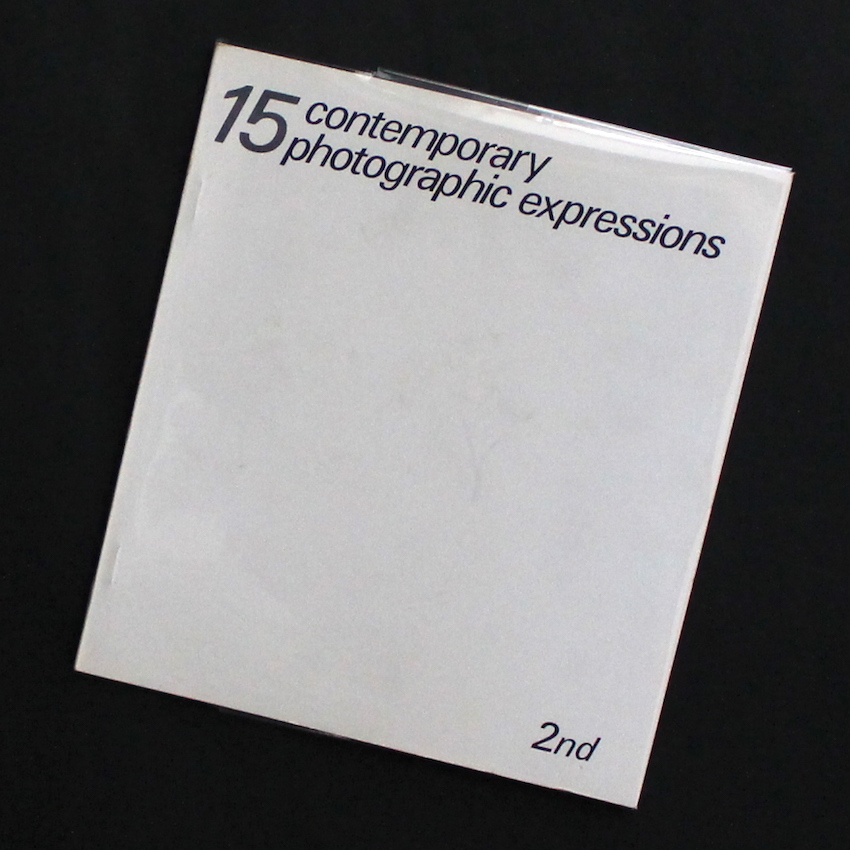 15 contemporary
photographic expressions
2nd